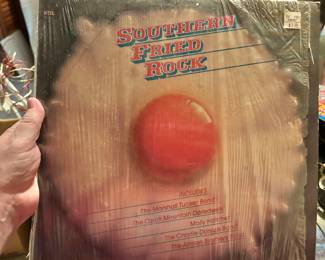 SOUTHERN
FRIED
ROCK
INCLUDES
The Marshall Tucker Band
The Ozark Mountain Daredevils
Molly Hatchet
The Charlie Daniels Band
The Allman Brothers